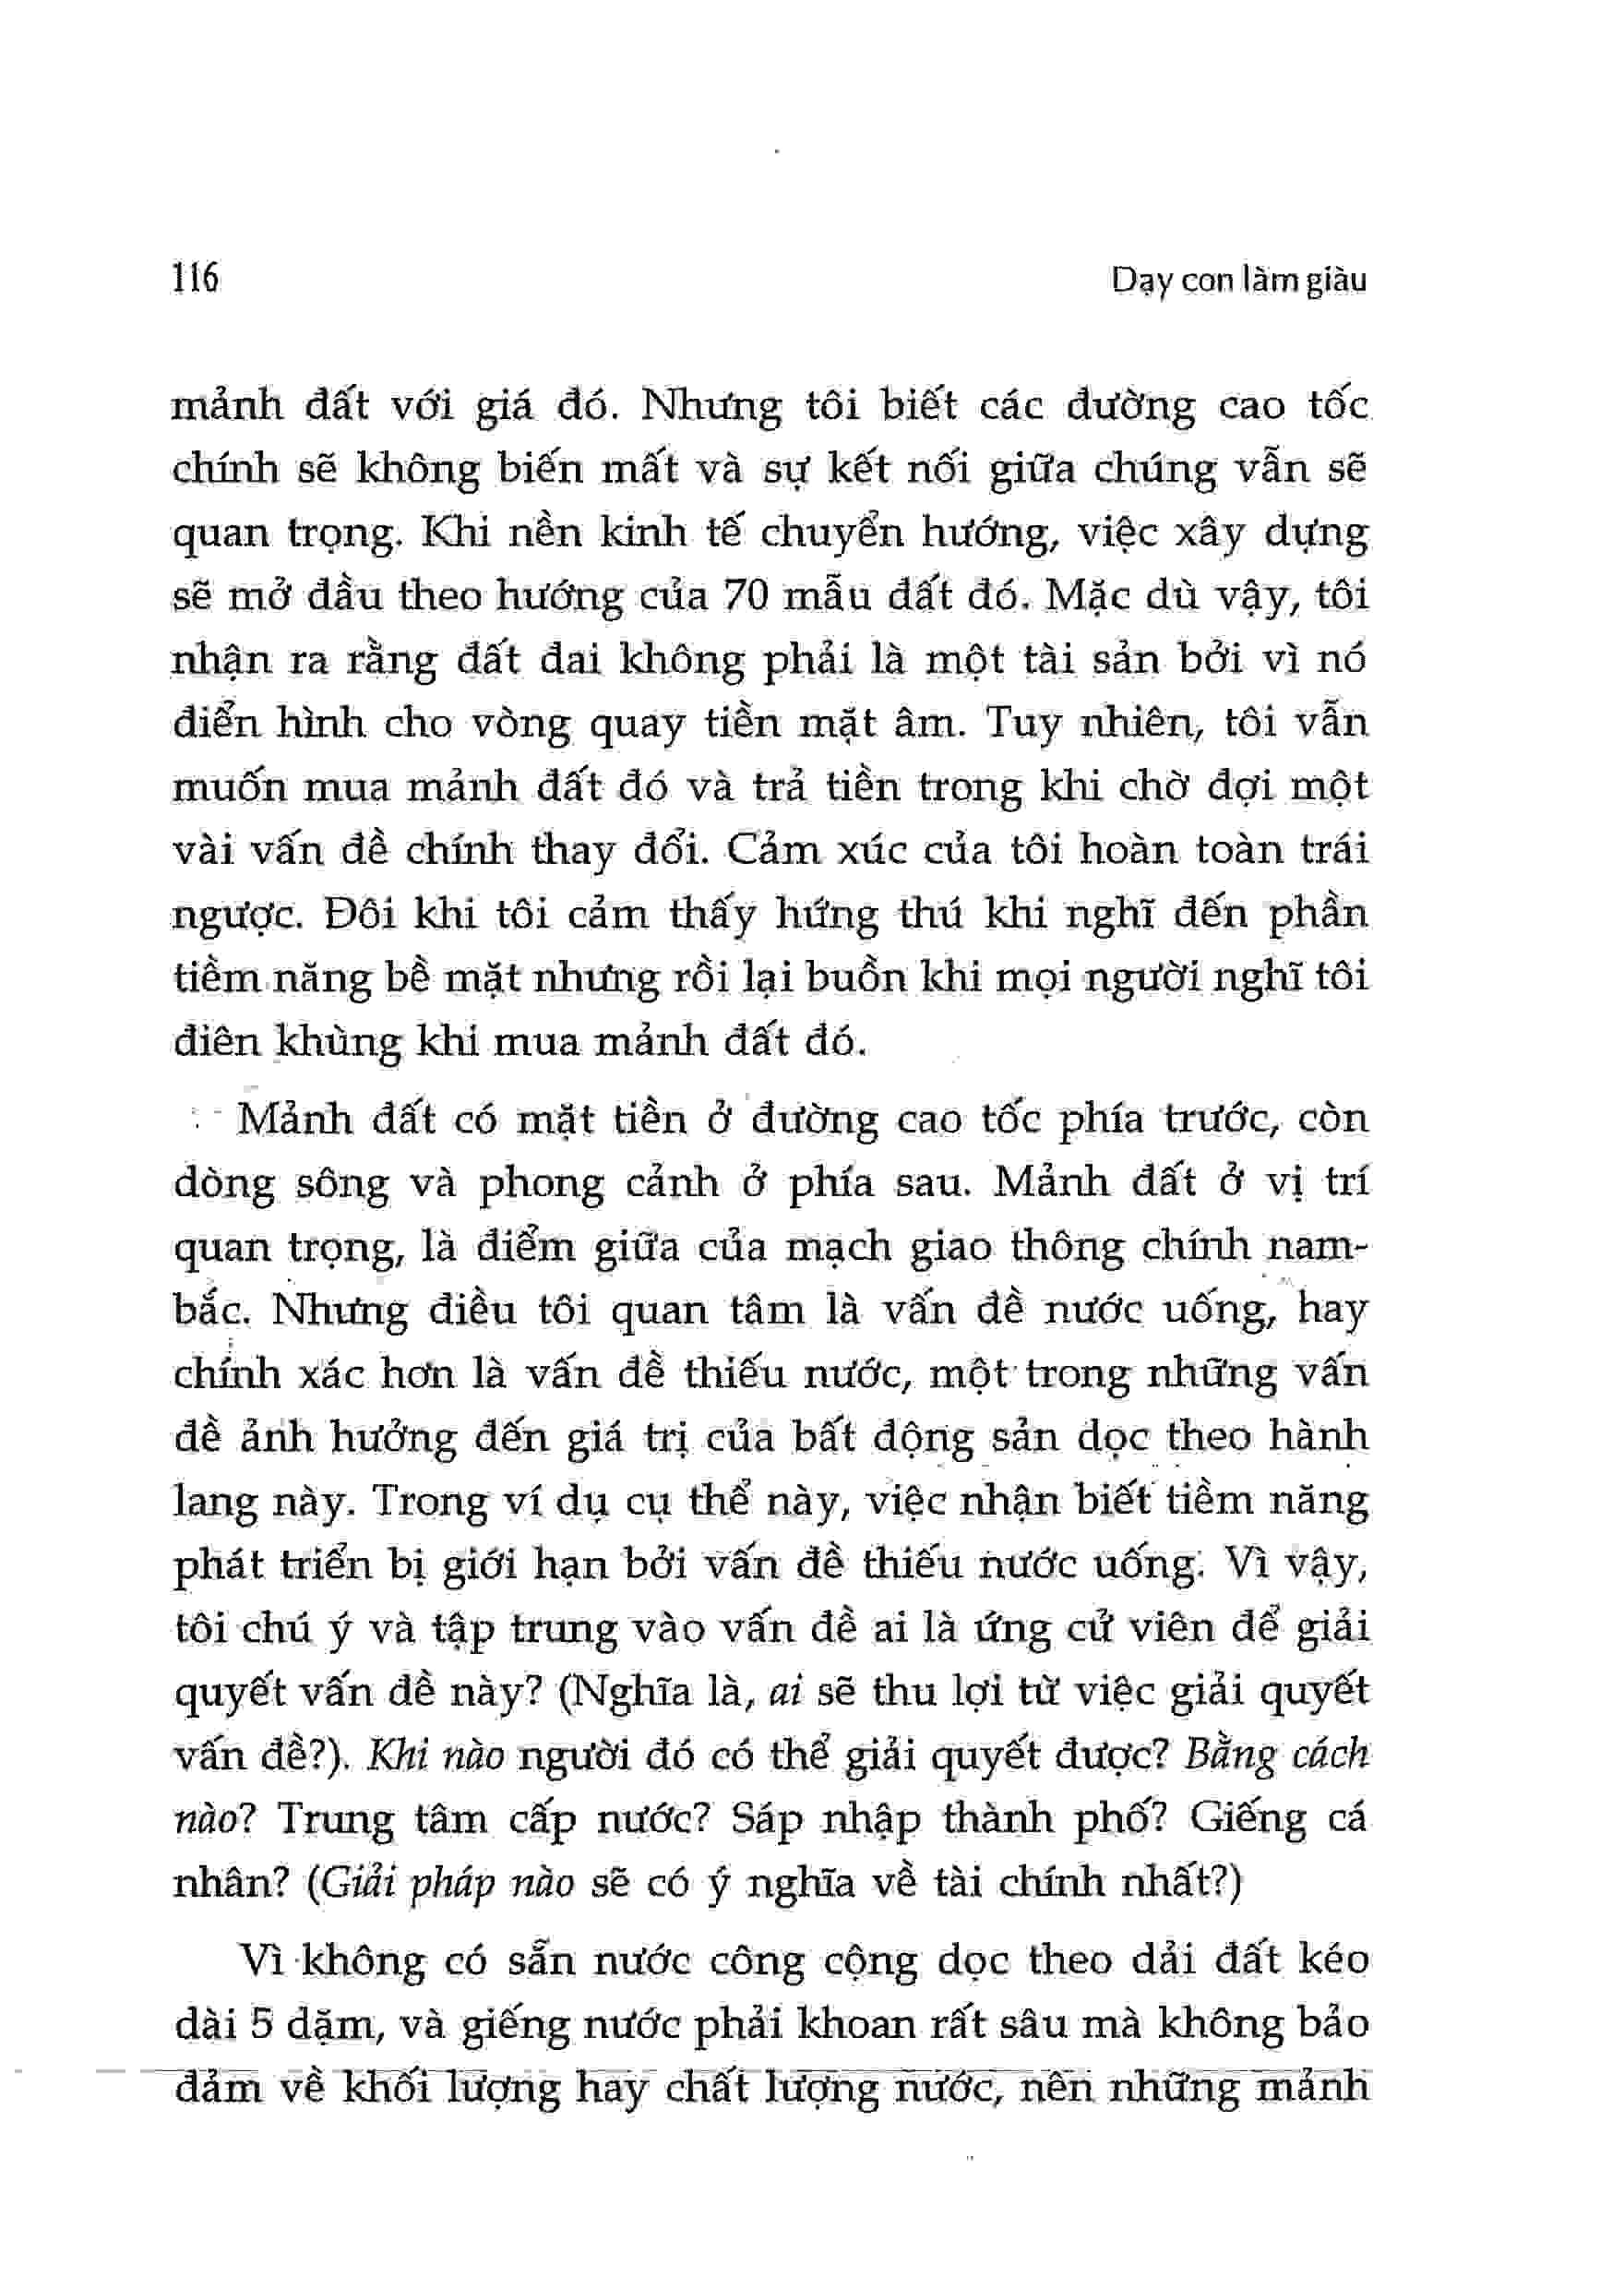 116
Dạy con làm giàu
mảnh đất với giá đó. Nhưng tôi biết các đường cao tốc
chính sẽ không biến mất và sự kết nối giữa chúng vẫn sẽ
quan trọng. Khi nền kinh tế chuyển hướng, việc xây dựng
sẽ mở đầu theo hướng của 70 mẫu đất đó. Mặc dù vậy, tôi
nhận ra rằng đất đai không phải là một tài sản bởi vì nó
điển hình cho vòng quay tiền mặt âm. Tuy nhiên, tôi vẫn
muốn mua mảnh đất đó và trả tiền trong khi chờ đợi một
vài vấn đề chính thay đổi. Cảm xúc của tôi hoàn toàn trái
ngược. Đôi khi tôi cảm thấy hứng thú khi nghĩ đến phần
tiềm năng bề mặt nhưng rồi lại buồn khi mọi người nghĩ tôi
điên khùng khi mua mảnh đất đó.
Mảnh đất có mặt tiền ở đường cao tốc phía trước, còn
dòng sông và phong cảnh ở phía sau. Mảnh đất ở vị trí
quan trọng, là điểm giữa của mạch giao thông chính nam-
bắc. Nhưng điều tôi quan tâm là vấn đề nước uống, hay
chính xác hơn là vấn đề thiếu nước, một trong những vấn
đề ảnh hưởng đến giá trị của bất động sản dọc theo hành
lang này. Trong ví dụ cụ thể này, việc nhận biết tiềm năng
phát triển bị giới hạn bởi vấn đề thiếu nước uống. Vì vậy,
tôi chú ý và tập trung vào vấn đề ai là ứng cử viên để giải
quyết vấn đề này? (Nghĩa là, ai sẽ thu lợi từ việc giải quyết
vấn đề?). Khi nào người đó có thể giải quyết được? Bằng cách
nào? Trung tâm cấp nước? Sáp nhập thành phố? Giếng cá
nhân? (Giải pháp nào sẽ có ý nghĩa về tài chính nhất?)
Vì không có sẵn nước công cộng dọc theo dải đất kéo
dài 5 dặm, và giếng nước phải khoan rất sâu mà không bảo
đảm về khối lượng hay chất lượng nước, nên những mảnh